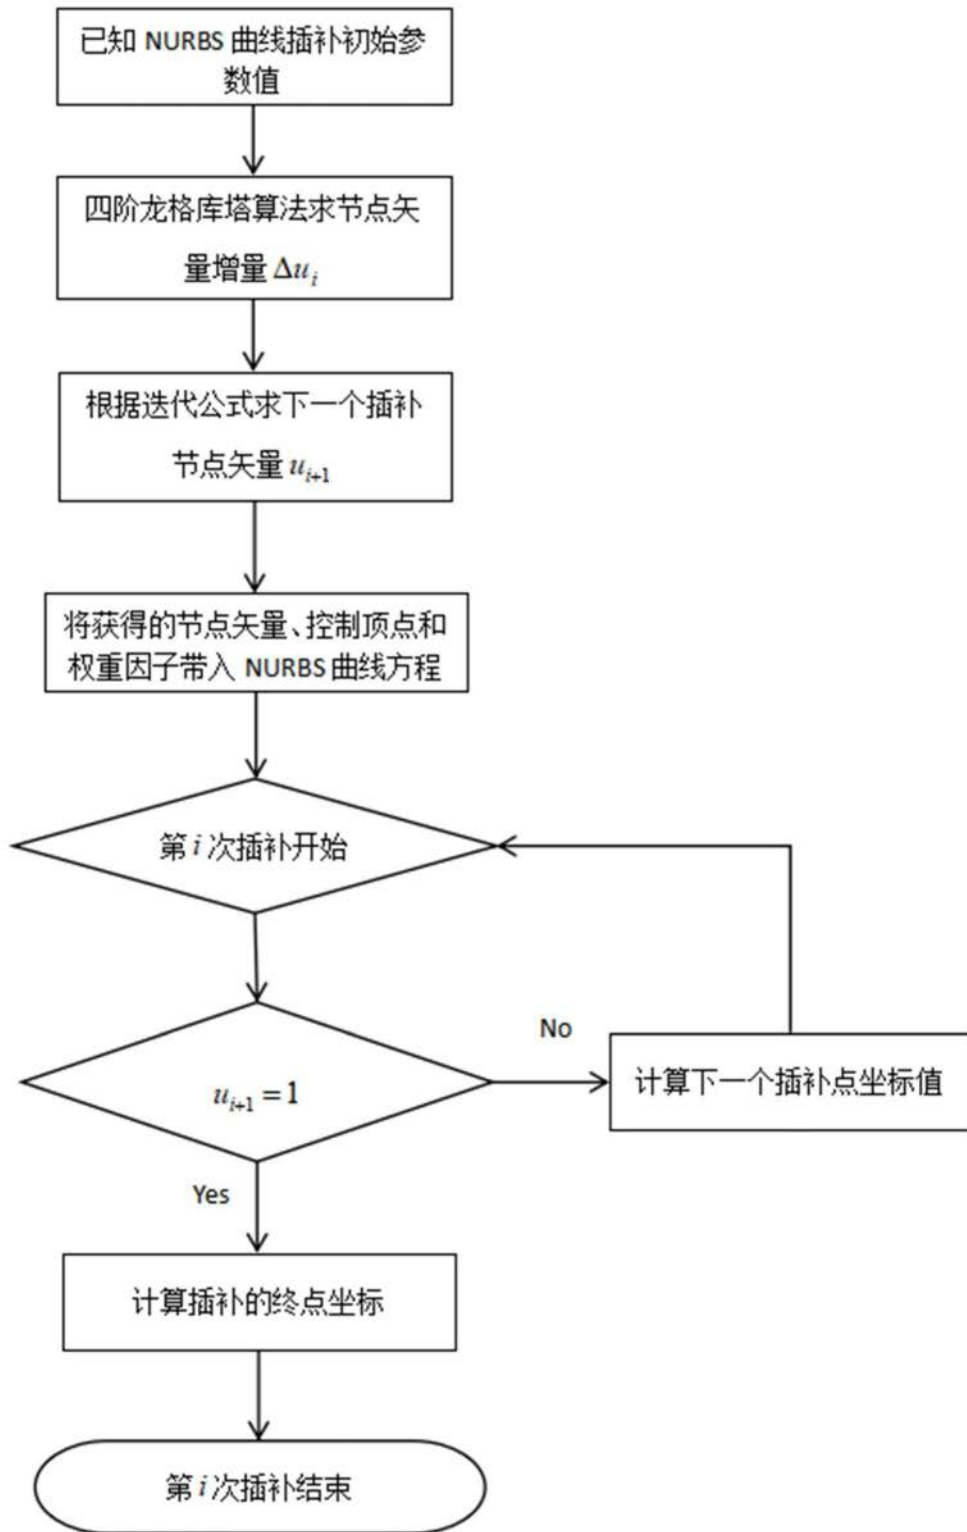 已知 NURBS 曲线插补初始参
数值
四阶龙格库塔算法求节点矢
量增量 Δu_i
根据迭代公式求下一个插补
节点矢量 u_{i+1}
将获得的节点矢量、控制顶点和
权重因子带入 NURBS 曲线方程
第 i 次插补开始
No
u_{i+1} = 1
计算下一个插补点坐标值
Yes
计算插补的终点坐标
第 i 次插补结束